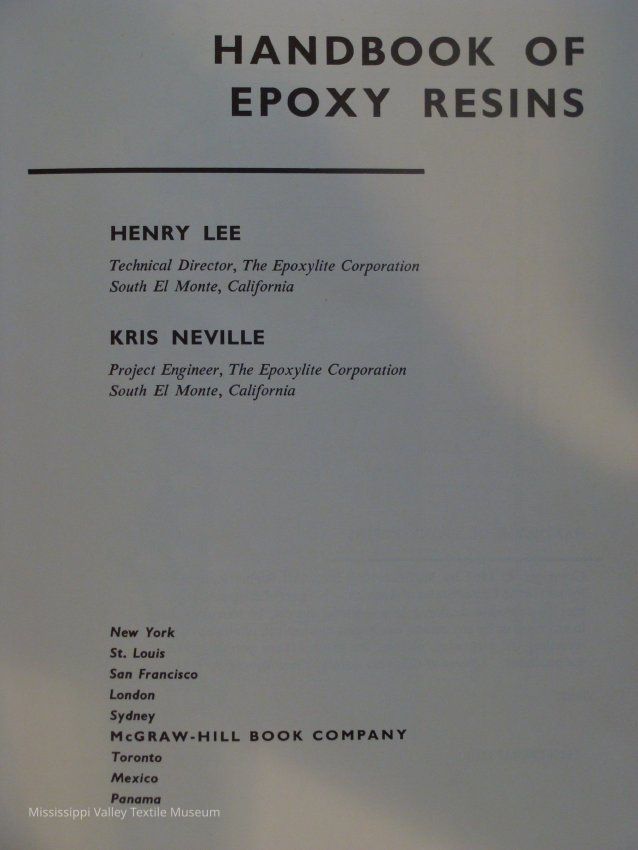 HANDBOOK OF
EPOXY RESINS
HENRY LEE
Technical Director, The Epoxylite Corporation
South El Monte, California
KRIS NEVILLE
Project Engineer, The Epoxylite Corporation
South El Monte, California
New York
St. Louis
San Francisco
London
Sydney
McGRAW-HILL BOOK COMPANY
Toronto
Mexico
Panama
Mississippi Valley Textile Museum